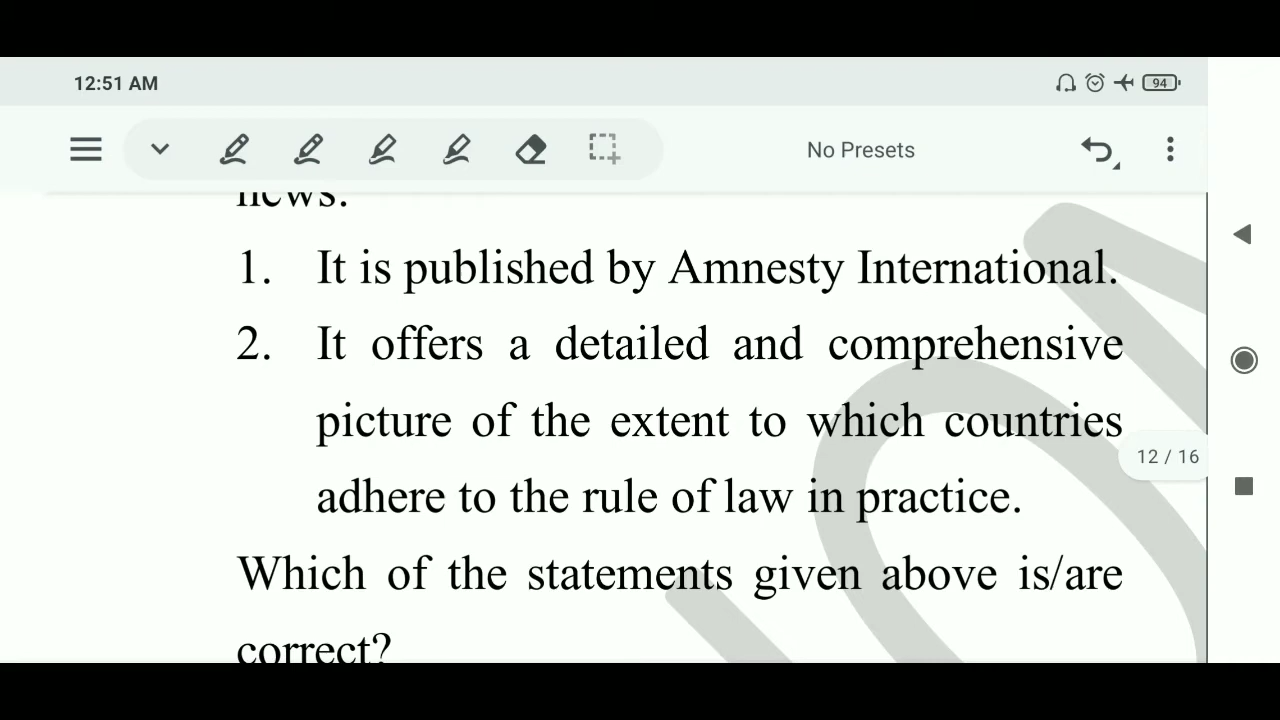 12:51 AM
94
No Presets
news.
1. It is published by Amnesty International.
2. It offers a detailed and comprehensive
picture of the extent to which countries
12 / 16
adhere to the rule of law in practice.
Which of the statements given above is/are
correct?